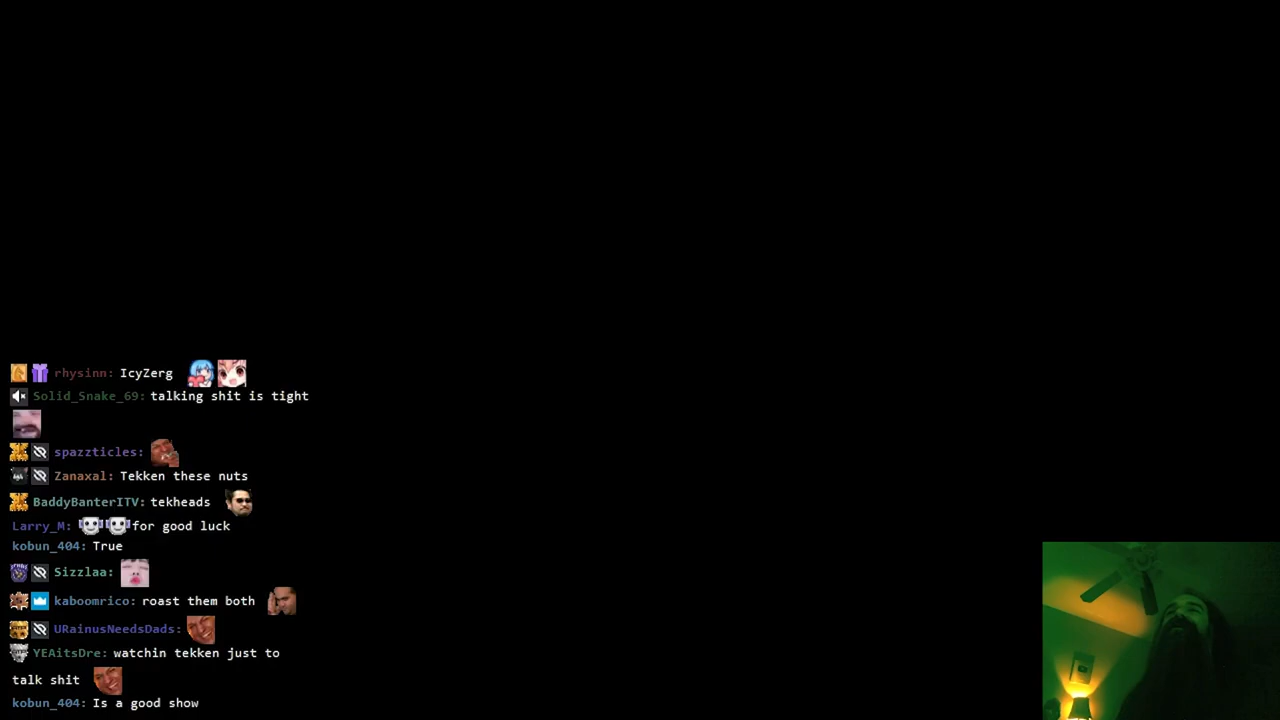 rhysinn: IcyZerg
Solid_Snake_69: talking shit is tight
spazzticles:
Zanaxal: Tekken these nuts
BaddyBanterITV: tekheads
Larry_M: for good luck
kobun_404: True
Sizzlaa:
kaboomrico: roast them both
URainusNeedsDads:
YEAitsDre: watchin tekken just to
talk shit
kobun_404: Is a good show